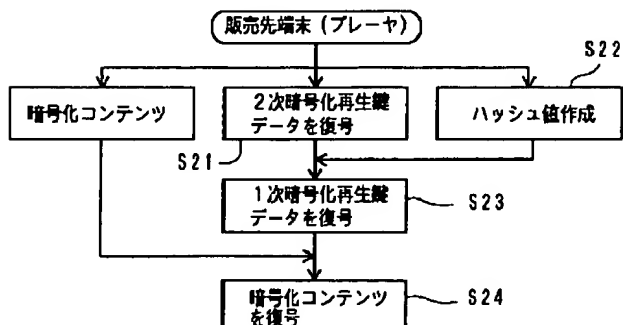 販売先端末(プレーヤ)
S22
暗号化コンテンツ
2次暗号化再生鍵
データを復号
ハッシュ値作成
S21
1次暗号化再生鍵
データを復号
S23
暗号化コンテンツ
を復号
S24